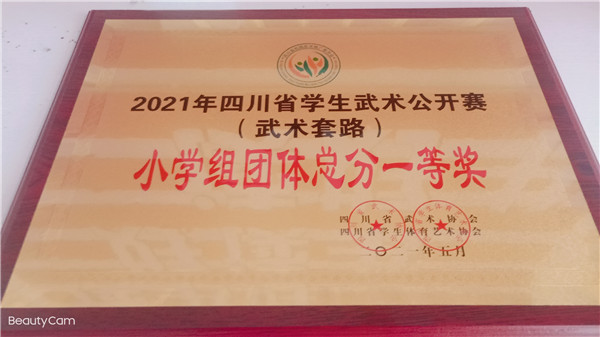 2021年四川省学生武术公开赛
（武术套路）
小学组团体总分一等奖
四川省武术协会
四川省学生体育艺术协会
二〇二一年五月
BeautyCam